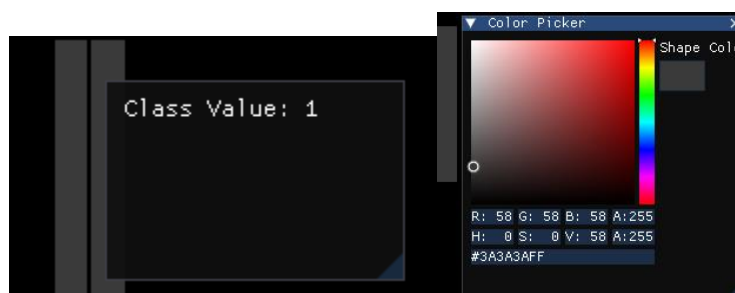 Class Value: 1
Color Picker
Shape Col
R: 58 G: 58 B: 58 A:255
H: 0 S: 0 V: 58 A:255
#3A3A3AFF